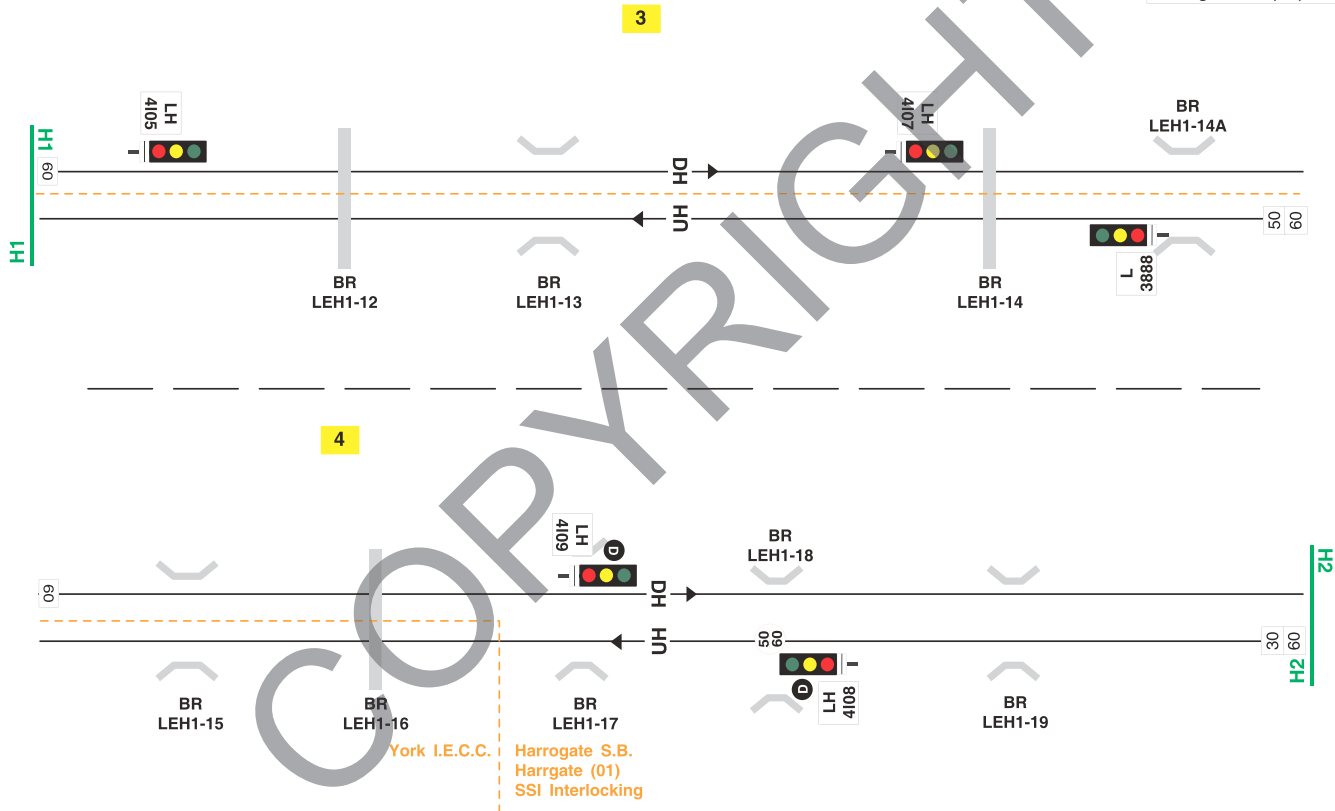 3
LH
4I05
H1
60
BR
LEH1-12
BR
LEH1-13
DH
UH
LH
4I07
BR
LEH1-14
BR
LEH1-14A
50
60
L
3888
H1
4
LH
4I09
D
60
DH
UH
BR
LEH1-15
BR
LEH1-16
BR
LEH1-17
BR
LEH1-18
50
60
D
LH
4I08
BR
LEH1-19
30
60
H2
H2
York I.E.C.C.
Harrogate S.B.
Harrgate (01)
SSI Interlocking
COPYRIGHT